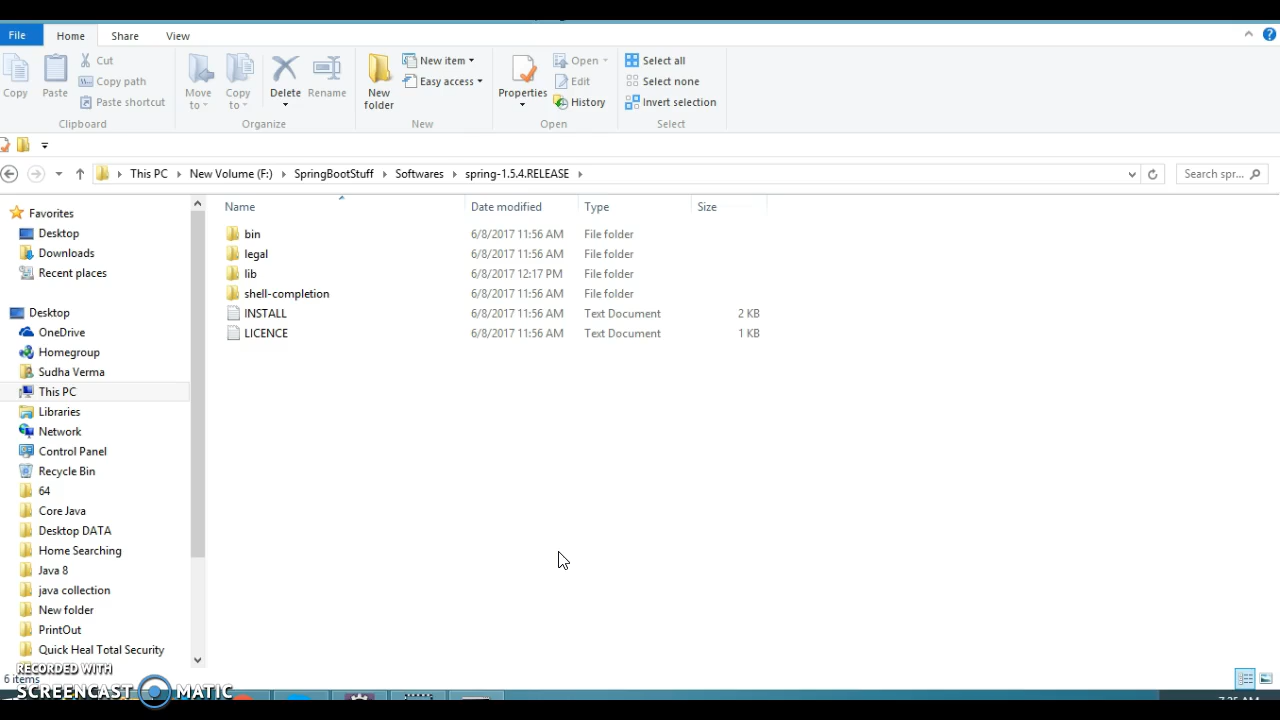 File Home Share View
Cut
Copy path
Paste shortcut
Copy Paste
Move to
Copy to
Delete Rename
New folder
New item
Easy access
Properties
Open
Edit
History
Select all
Select none
Invert selection
Clipboard Organize New Open Select
This PC New Volume (F:) SpringBootStuff Softwares spring-1.5.4.RELEASE Search spr...
Name Date modified Type Size
bin 6/8/2017 11:56 AM File folder
legal 6/8/2017 11:56 AM File folder
lib 6/8/2017 12:17 PM File folder
shell-completion 6/8/2017 11:56 AM File folder
INSTALL 6/8/2017 11:56 AM Text Document 2 KB
LICENCE 6/8/2017 11:56 AM Text Document 1 KB
Favorites
Desktop
Downloads
Recent places
Desktop
OneDrive
Homegroup
Sudha Verma
This PC
Libraries
Network
Control Panel
Recycle Bin
64
Core Java
Desktop DATA
Home Searching
Java 8
java collection
New folder
PrintOut
Quick Heal Total Security
6 items
RECORDED WITH
SCREENCAST MATIC